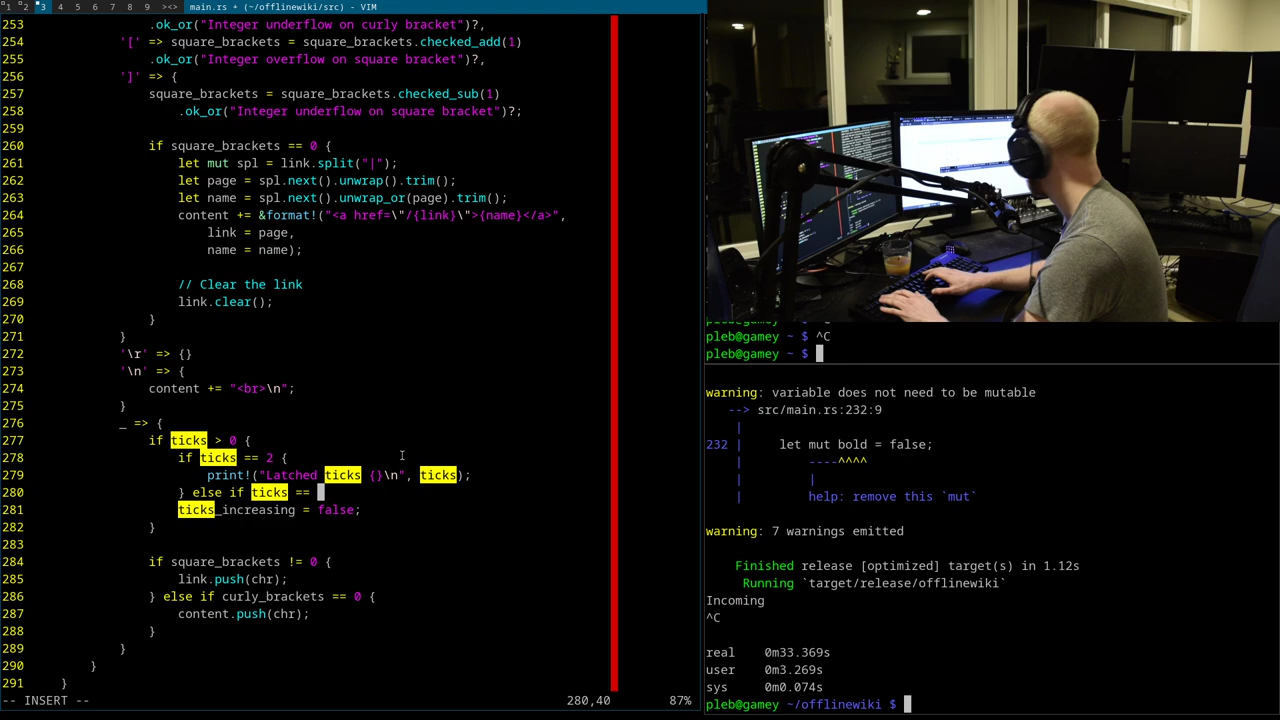 1 2 3 4 5 6 7 8 9 ><> main.rs + (~/offlinewiki/src) - VIM
253 .ok_or("Integer underflow on curly bracket")?,
254 '[' => square_brackets = square_brackets.checked_add(1)
255 .ok_or("Integer overflow on square bracket")?,
256 ']' => {
257 square_brackets = square_brackets.checked_sub(1)
258 .ok_or("Integer underflow on square bracket")?;
259
260 if square_brackets == 0 {
261 let mut spl = link.split("|");
262 let page = spl.next().unwrap().trim();
263 let name = spl.next().unwrap_or(page).trim();
264 content += &format!("<a href=\"/{link}\">{name}</a>",
265 link = page,
266 name = name);
267
268 // Clear the link
269 link.clear();
270 }
271 }
272 '\r' => {}
273 '\n' => {
274 content += "<br>\n";
275 }
276 _ => {
277 if ticks > 0 {
278 if ticks == 2 {
279 print!("Latched ticks {}\n", ticks);
280 } else if ticks ==
281 ticks_increasing = false;
282 }
283
284 if square_brackets != 0 {
285 link.push(chr);
286 } else if curly_brackets == 0 {
287 content.push(chr);
288 }
289 }
290 }
291 }
-- INSERT -- 280,40 87%
pleb@gamey ~ $ ^C
pleb@gamey ~ $
warning: variable does not need to be mutable
--> src/main.rs:232:9
|
232 | let mut bold = false;
| ----^^^^
| |
| help: remove this `mut`
warning: 7 warnings emitted
Finished release [optimized] target(s) in 1.12s
Running `target/release/offlinewiki`
Incoming
^C
real 0m33.369s
user 0m3.269s
sys 0m0.074s
pleb@gamey ~/offlinewiki $